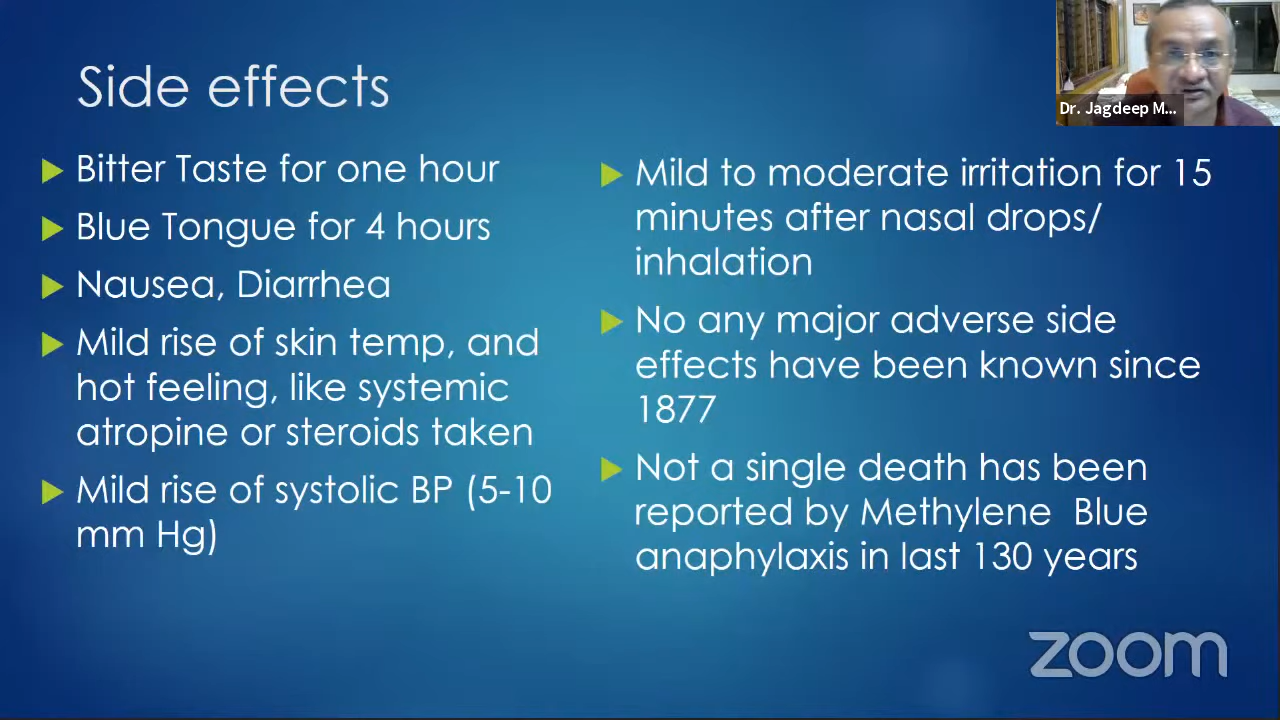 Side effects
Bitter Taste for one hour
Blue Tongue for 4 hours
Nausea, Diarrhea
Mild rise of skin temp, and
hot feeling, like systemic
atropine or steroids taken
Mild rise of systolic BP (5-10
mm Hg)
Mild to moderate irritation for 15
minutes after nasal drops/
inhalation
No any major adverse side
effects have been known since
1877
Not a single death has been
reported by Methylene  Blue
anaphylaxis in last 130 years
Dr. Jagdeep M...
zoom